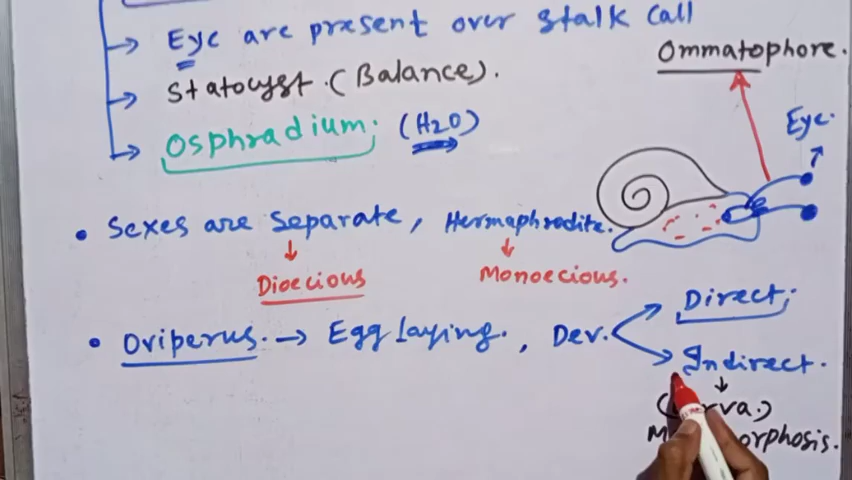 → Eye are present over stalk call
Ommatophore.
→ Statocyst. (Balance).
→ Osphradium. (H2O)
Eye.
• Sexes are Separate, Hermaphrodite.
↓ ↓
Dioecious Monoecious.
Direct,
• Oviperus. → Egg laying. , Dev.
Indirect.
↓